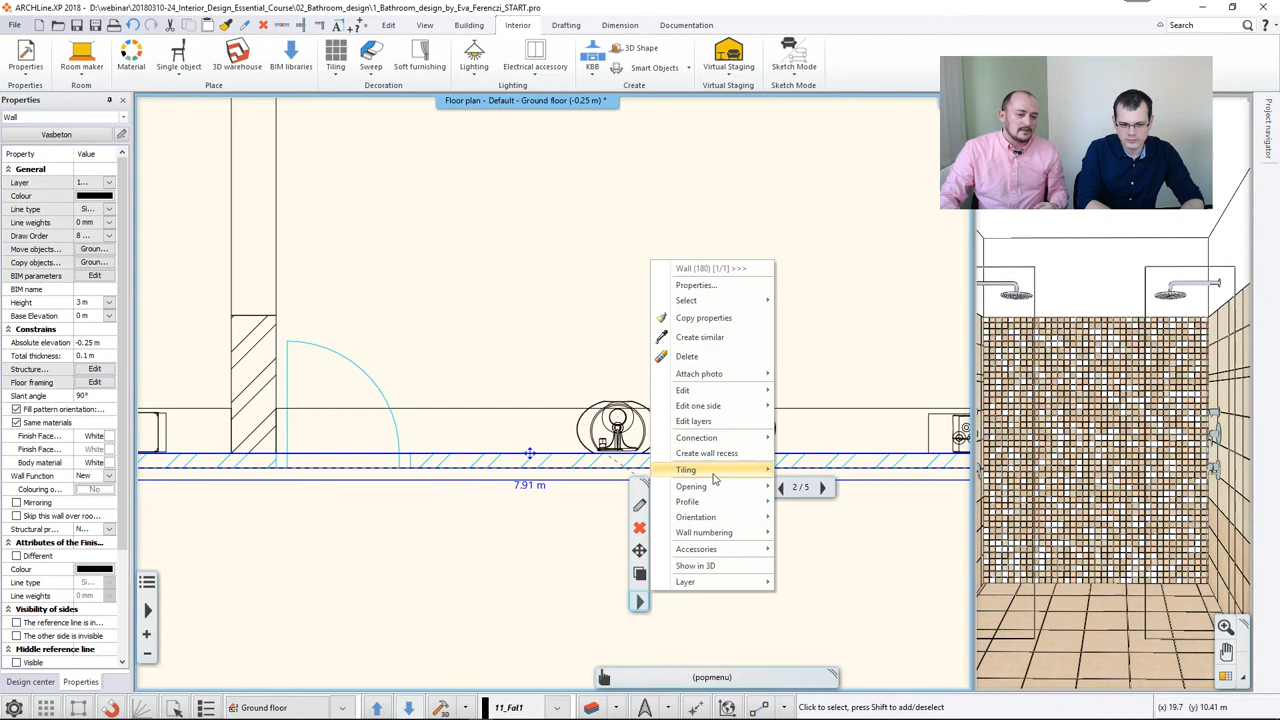 ARCHLine.XP 2018 - D:\webinar\20180310-24_Interior_Design_Essential_Course\02_Bathroom_design\1_Bathroom_design_by_Eva_Ferenczi_START.pro
File Edit View Building Interior Drafting Dimension Documentation Search
Properties Room maker Material Single object 3D warehouse BIM libraries Tiling Sweep Soft furnishing Lighting Electrical accessory KBB 3D Shape Smart Objects Virtual Staging Sketch Mode
Properties Room Place Decoration Lighting Create Virtual Staging Sketch Mode
Properties
Floor plan - Default - Ground floor (-0.25 m) *
Project navigator
Wall
Vasbeton
Property Value
General
Layer 1...
Colour
Line type Si...
Line weights 0 mm
Draw Order 8 ...
Move objects... Groun...
Copy objects... Groun...
BIM parameters Edit
BIM name
Height 3 m
Base Elevation 0 m
Constrains
Absolute elevation -0.25 m
Total thickness: 0.1 m
Structure... Edit
Floor framing Edit
Slant angle 90°
Fill pattern orientation:...
Same materials
Finish Face... White
Finish Face... White
Body material White
Wall Function New
Colouring o... No
Mirroring
Skip this wall over roo...
Structural pr... N...
Attributes of the Finis...
Different
Colour
Line type Si...
Line weights 0 mm
Visibility of sides
The reference line is in...
The other side is invisible
Middle reference line
Visible
Design center Properties
7.91 m
Wall (180) [1/1] >>>
Properties...
Select
Copy properties
Create similar
Delete
Attach photo
Edit
Edit one side
Edit layers
Connection
Create wall recess
Tiling
Opening
Profile
Orientation
Wall numbering
Accessories
Show in 3D
Layer
2 / 5
(popmenu)
Ground floor
11_Fal1
Click to select, press Shift to add/deselect
X: 19.7 Y: 10.41 m